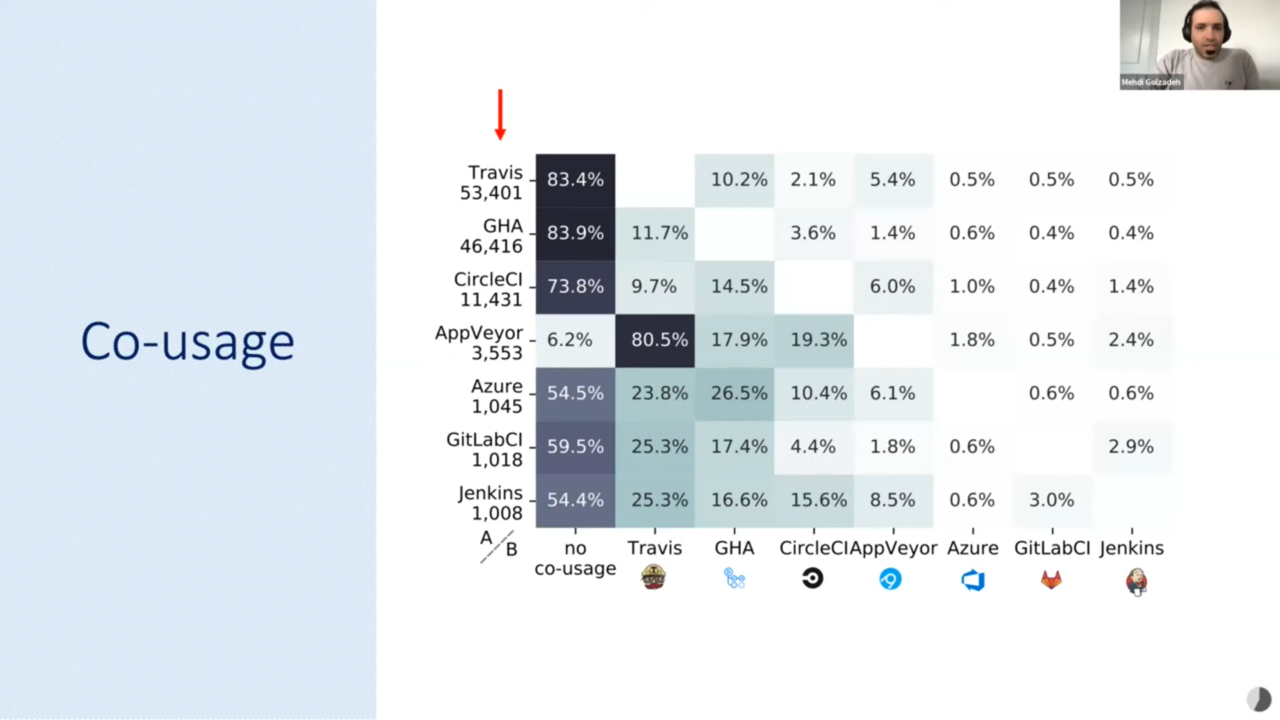 Mehdi Golzadeh
Co-usage
Travis
53,401
83.4% 10.2% 2.1% 5.4% 0.5% 0.5% 0.5%
GHA
46,416
83.9% 11.7% 3.6% 1.4% 0.6% 0.4% 0.4%
CircleCI
11,431
73.8% 9.7% 14.5% 6.0% 1.0% 0.4% 1.4%
AppVeyor
3,553
6.2% 80.5% 17.9% 19.3% 1.8% 0.5% 2.4%
Azure
1,045
54.5% 23.8% 26.5% 10.4% 6.1% 0.6% 0.6%
GitLabCI
1,018
59.5% 25.3% 17.4% 4.4% 1.8% 0.6% 2.9%
Jenkins
1,008
54.4% 25.3% 16.6% 15.6% 8.5% 0.6% 3.0%
A
B
no
co-usage
Travis GHA CircleCI AppVeyor Azure GitLabCI Jenkins